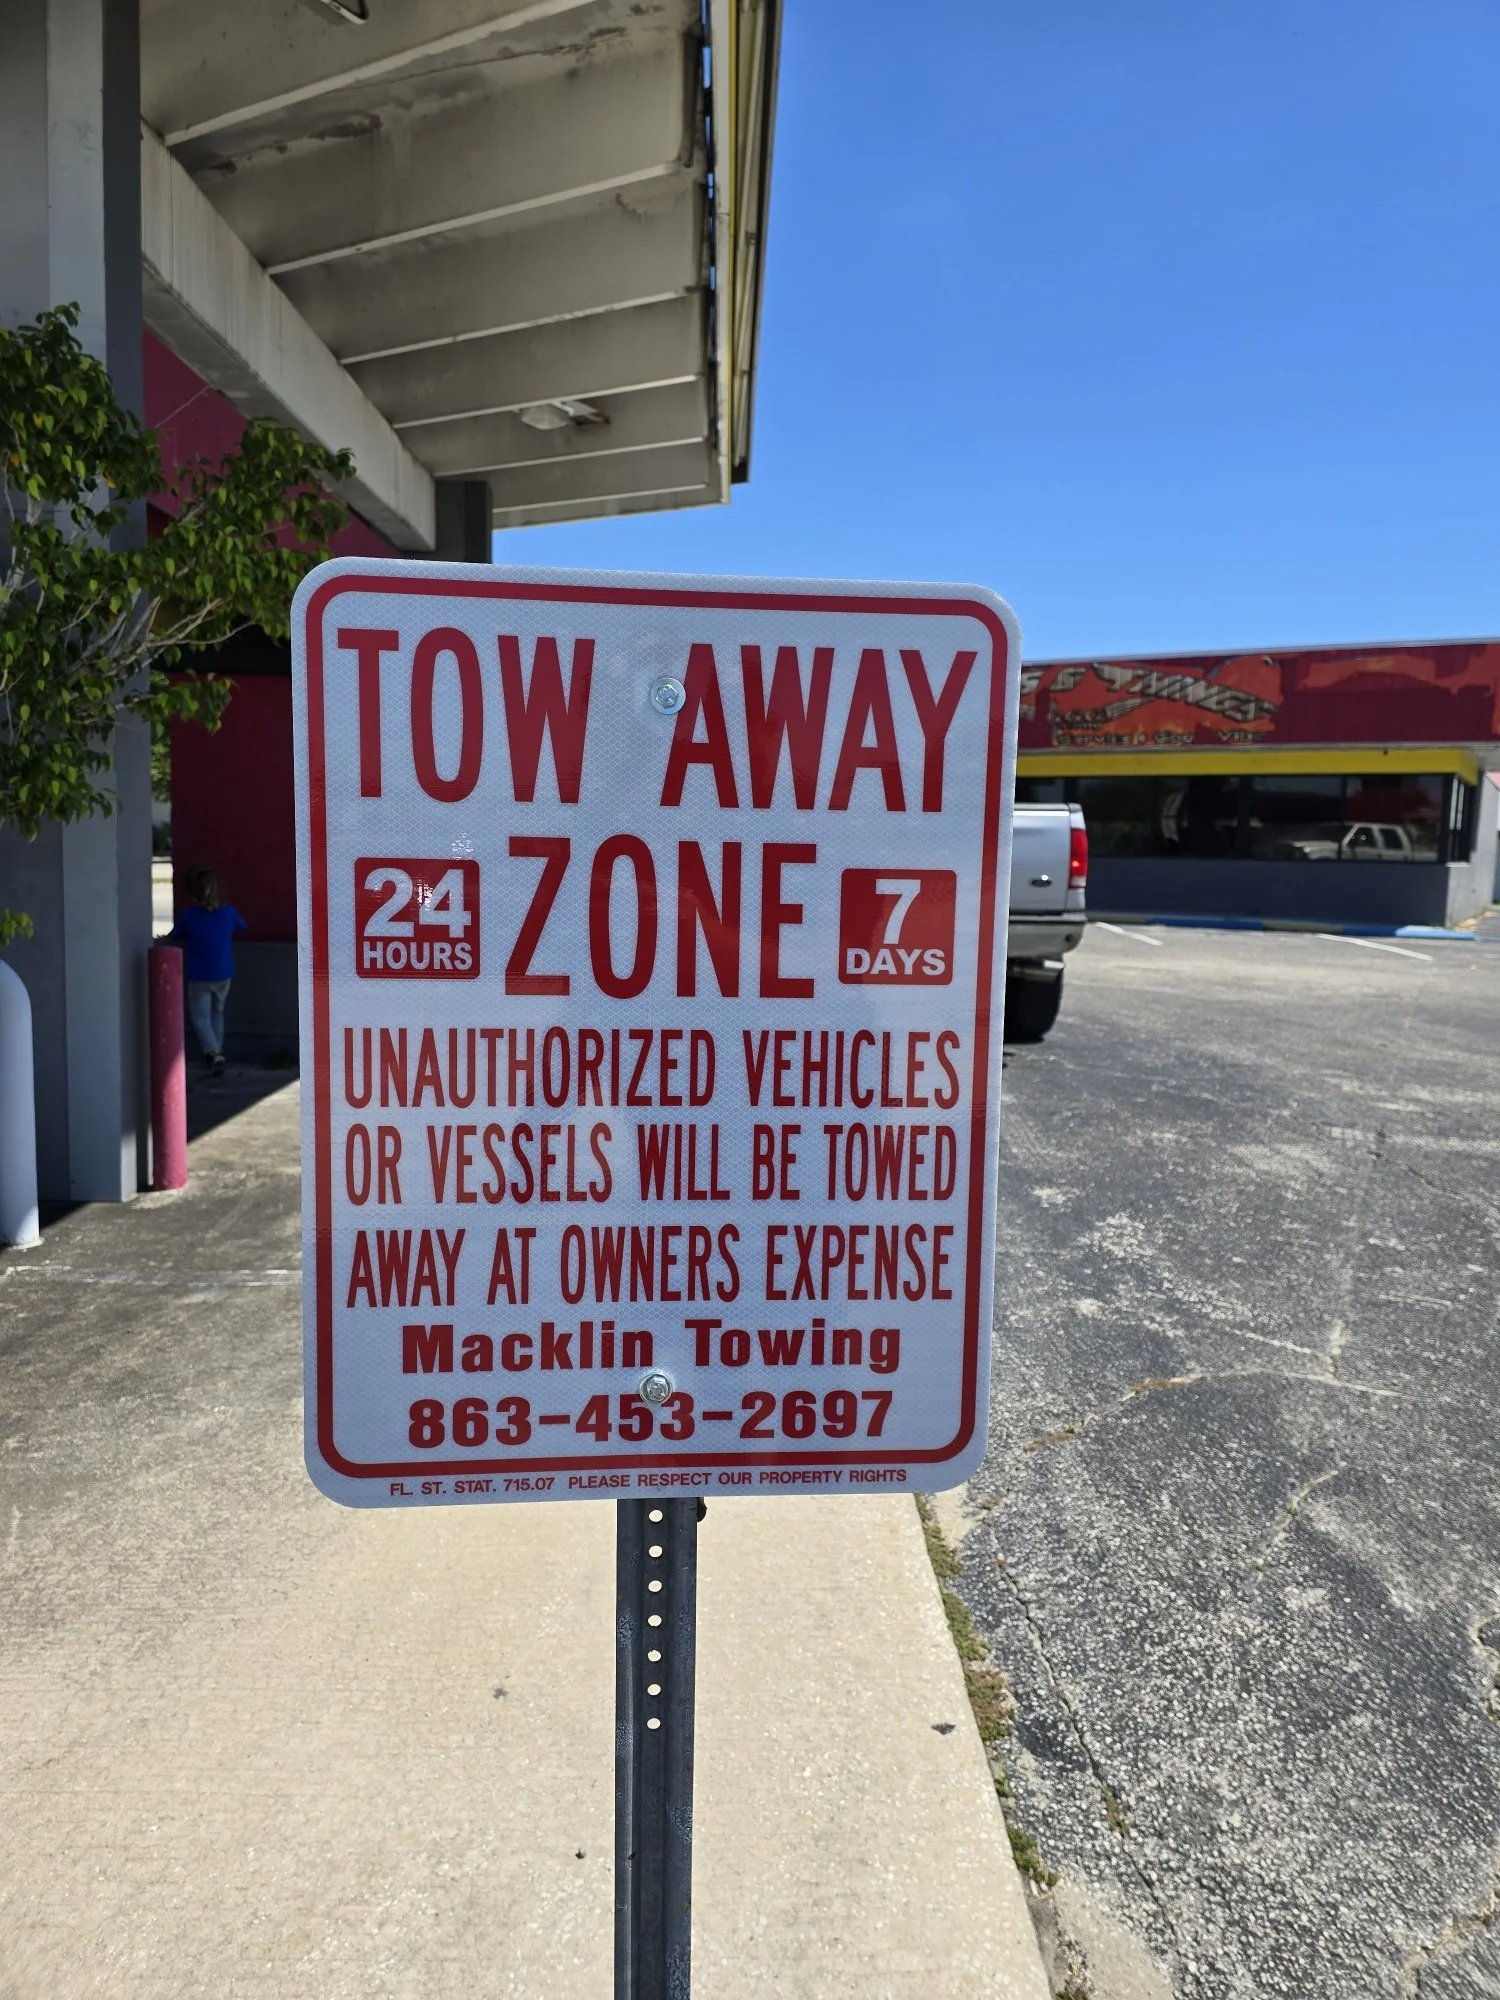 TOW AWAY
24 HOURS ZONE 7 DAYS
UNAUTHORIZED VEHICLES
OR VESSELS WILL BE TOWED
AWAY AT OWNERS EXPENSE
Macklin Towing
863-453-2697
FL. ST. STAT. 715.07 PLEASE RESPECT OUR PROPERTY RIGHTS